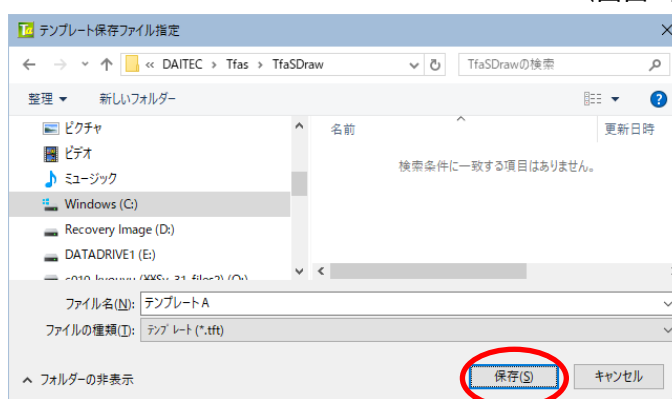 テンプレート保存ファイル指定
« DAITEC › Tfas › TfaSDraw
TfaSDrawの検索
整理 新しいフォルダー
ピクチャ
ビデオ
ミュージック
Windows (C:)
Recovery Image (D:)
DATADRIVE1 (E:)
名前 更新日時
検索条件に一致する項目はありません。
ファイル名(N): テンプレートA
ファイルの種類(T): テンプレート (*.tft)
フォルダーの非表示
保存(S) キャンセル